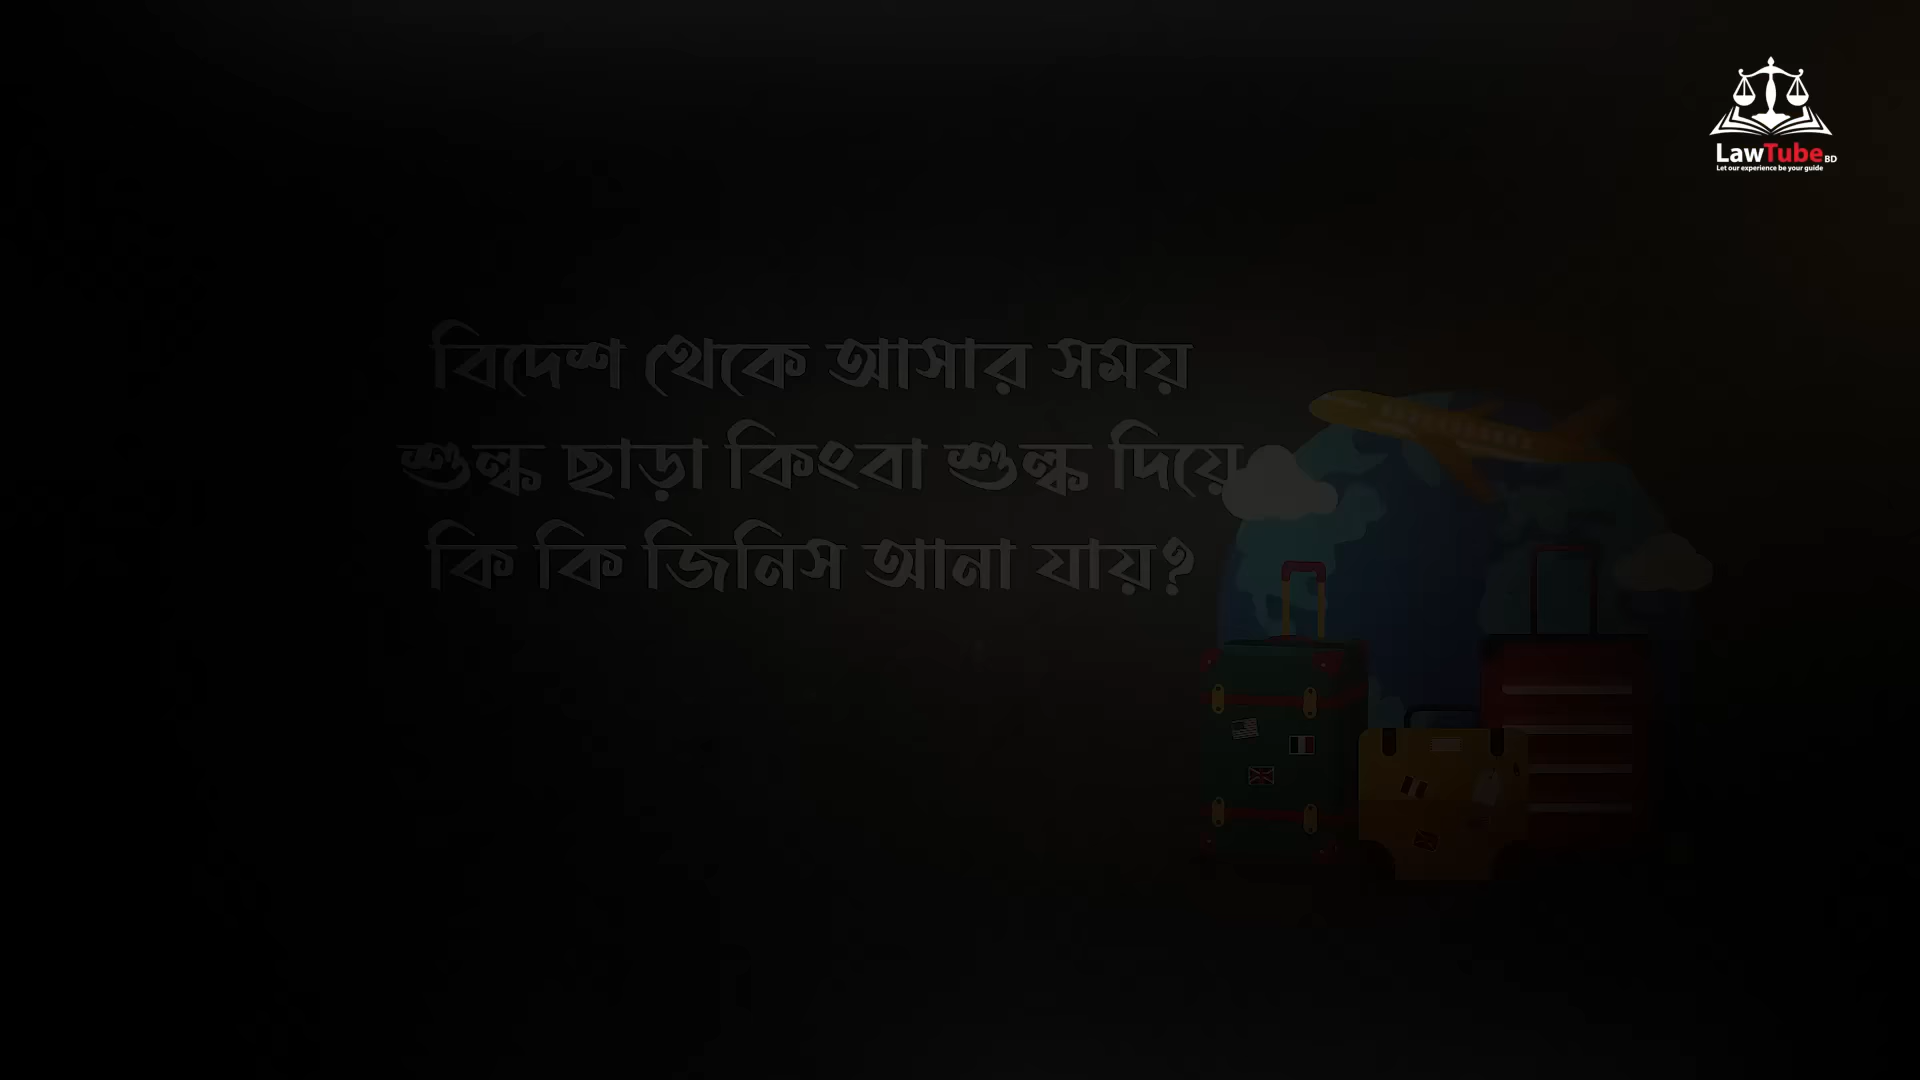 LawTube BD
Let our experience be your guide
বিদেশ থেকে আসার সময়
শুল্ক ছাড়া কিংবা শুল্ক দিয়ে
কি কি জিনিস আনা যায়?